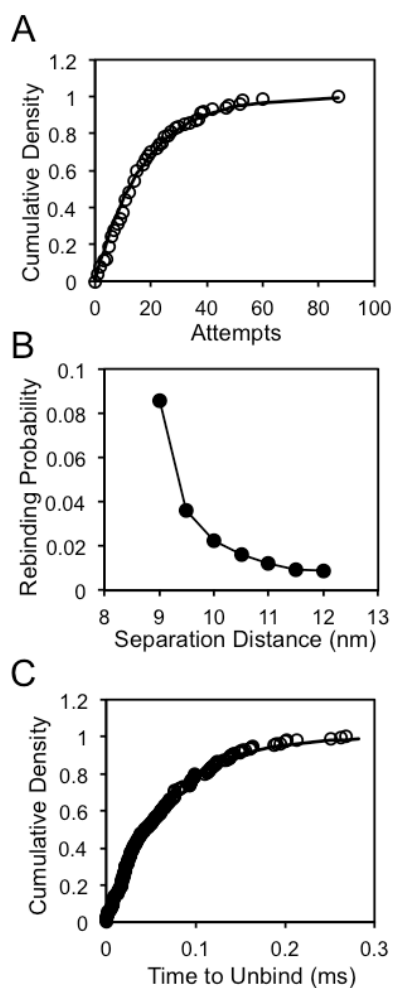 A
1.2
1
0.8
0.6
0.4
0.2
0
Cumulative Density
0 20 40 60 80 100
Attempts
B
0.1
0.08
0.06
0.04
0.02
0
Rebinding Probability
8 9 10 11 12 13
Separation Distance (nm)
C
1.2
1
0.8
0.6
0.4
0.2
0
Cumulative Density
0 0.1 0.2 0.3
Time to Unbind (ms)